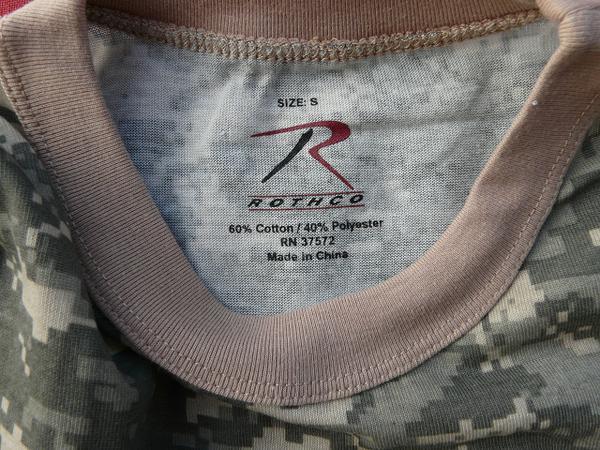 SIZE: S
ROTHCO
60% Cotton / 40% Polyester
RN 37572
Made in China